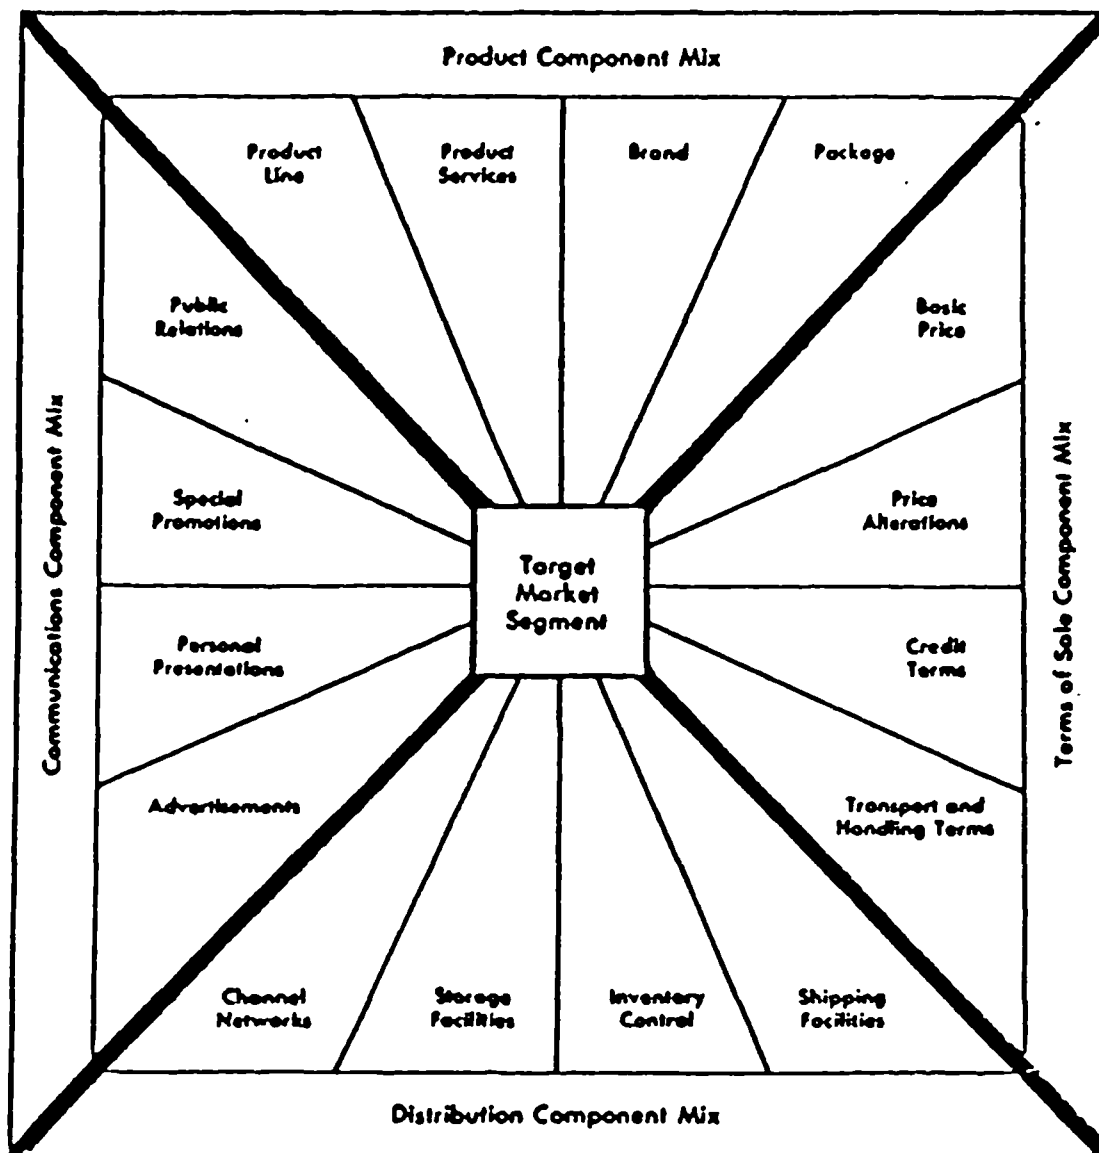 Product Component Mix
Product
Line
Product
Services
Brand
Package
Public
Relations
Basic
Price
Communications Component Mix
Special
Promotions
Price
Alterations
Target
Market
Segment
Terms of Sale Component Mix
Personal
Presentations
Credit
Terms
Advertisements
Transport and
Handling Terms
Channel
Networks
Storage
Facilities
Inventory
Control
Shipping
Facilities
Distribution Component Mix